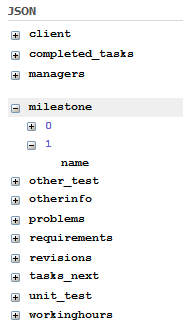 JSON
client
completed_tasks
managers
milestone
0
1
name
other_test
otherinfo
problems
requirements
revisions
tasks_next
unit_test
workinghours